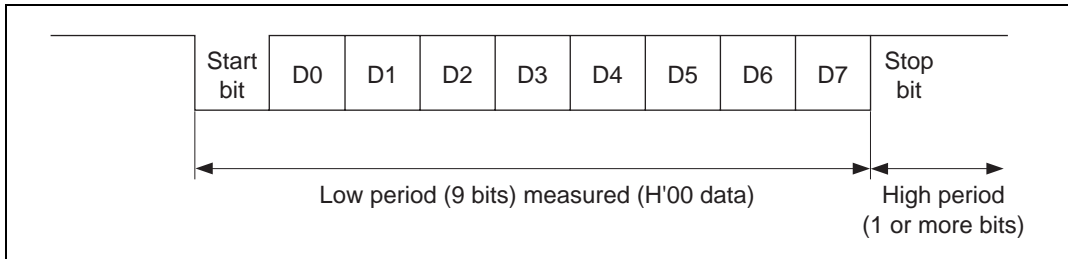 Start bit
D0
D1
D2
D3
D4
D5
D6
D7
Stop bit
Low period (9 bits) measured (H'00 data)
High period
(1 or more bits)